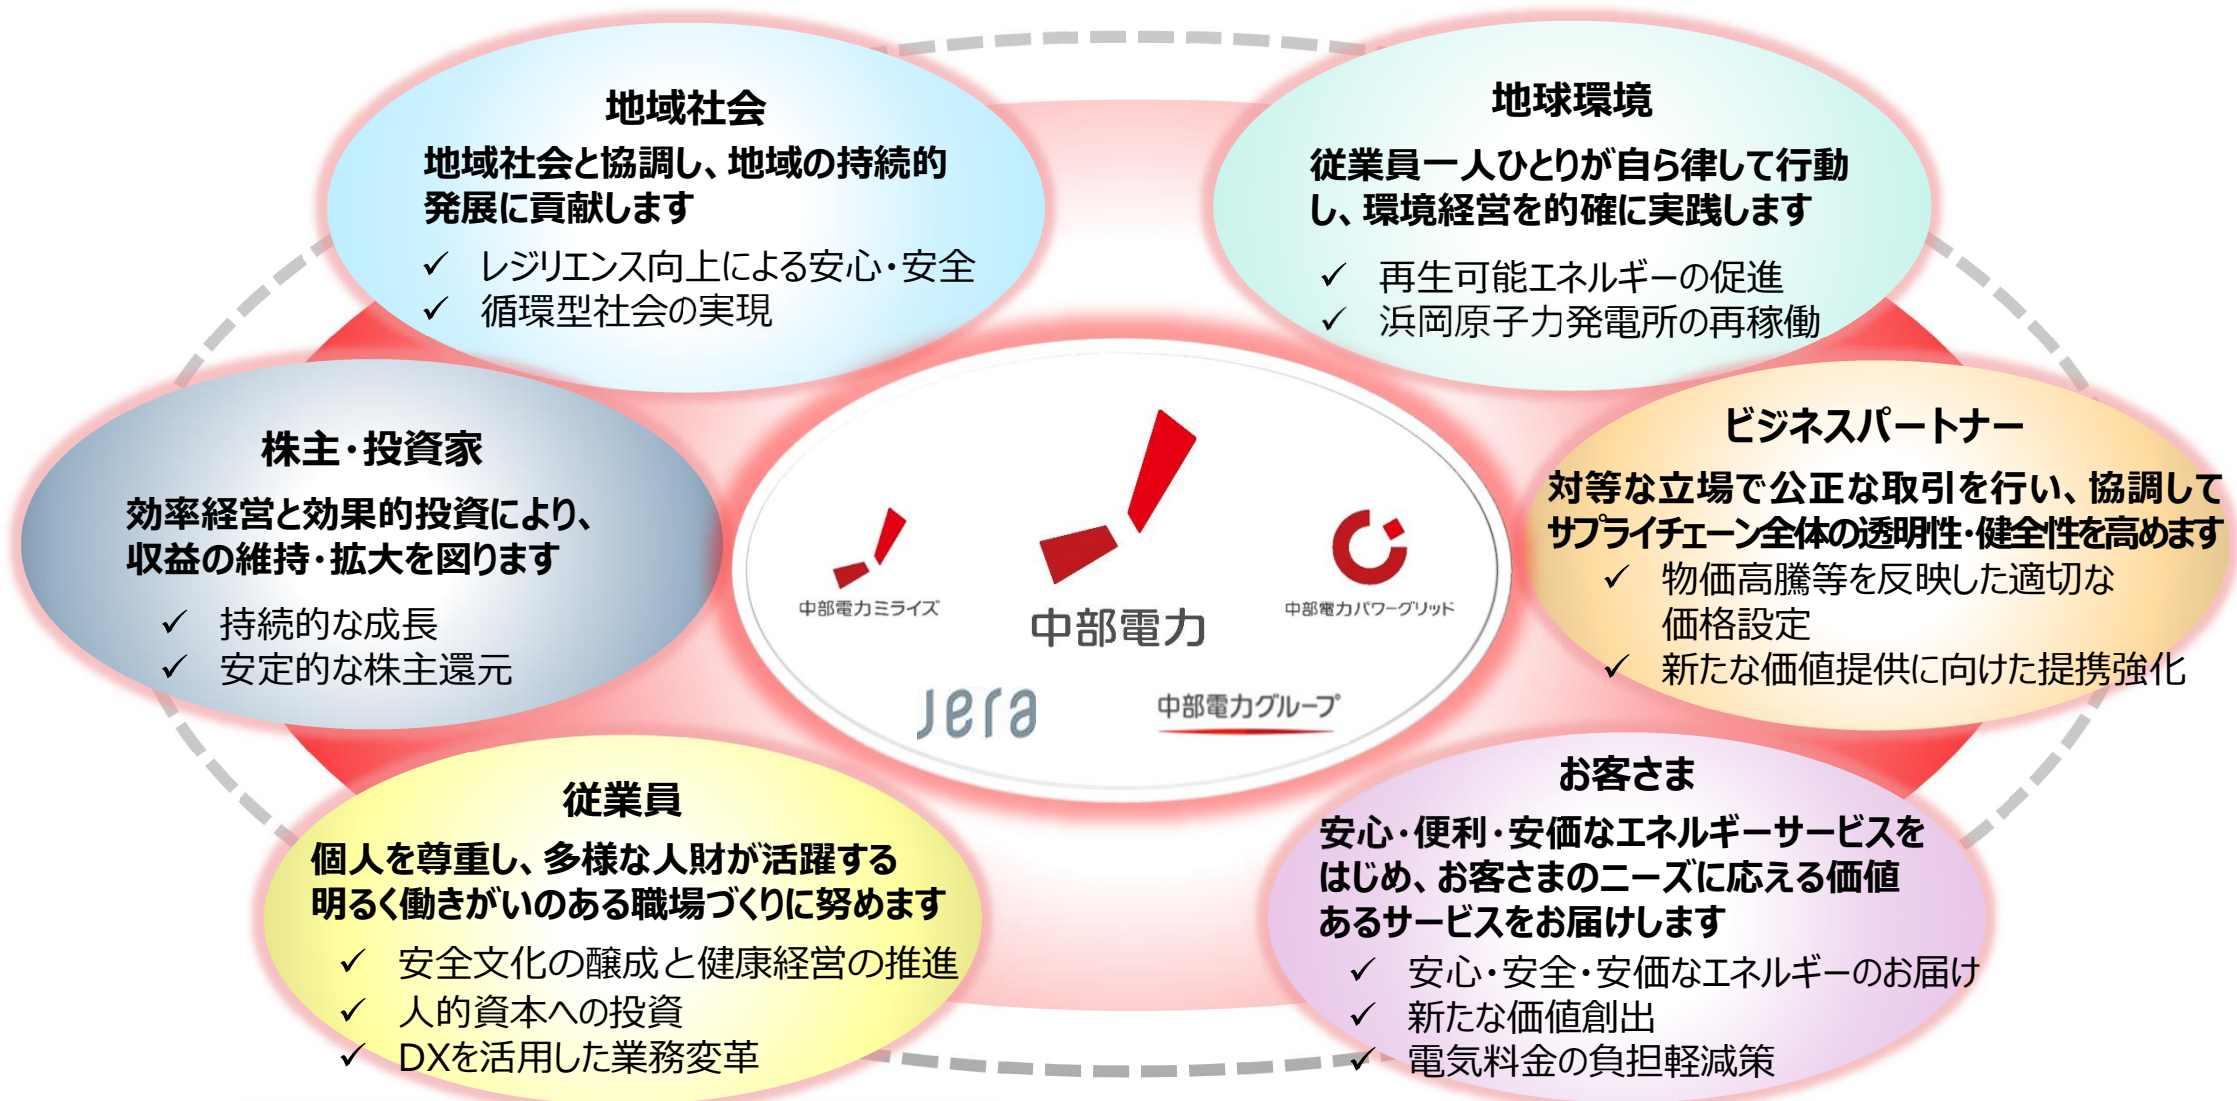 地域社会
地域社会と協調し、地域の持続的
発展に貢献します
✓ レジリエンス向上による安心・安全
✓ 循環型社会の実現
地球環境
従業員一人ひとりが自ら律して行動
し、環境経営を的確に実践します
✓ 再生可能エネルギーの促進
✓ 浜岡原子力発電所の再稼働
株主・投資家
効率経営と効果的投資により、
収益の維持・拡大を図ります
✓ 持続的な成長
✓ 安定的な株主還元
中部電力ミライズ
中部電力
中部電力パワーグリッド
Jera
中部電力グループ
ビジネスパートナー
対等な立場で公正な取引を行い、協調して
サプライチェーン全体の透明性・健全性を高めます
✓ 物価高騰等を反映した適切な
価格設定
✓ 新たな価値提供に向けた提携強化
従業員
個人を尊重し、多様な人財が活躍する
明るく働きがいのある職場づくりに努めます
✓ 安全文化の醸成と健康経営の推進
✓ 人的資本への投資
✓ DXを活用した業務変革
お客さま
安心・便利・安価なエネルギーサービスを
はじめ、お客さまのニーズに応える価値
あるサービスをお届けします
✓ 安心・安全・安価なエネルギーのお届け
✓ 新たな価値創出
✓ 電気料金の負担軽減策